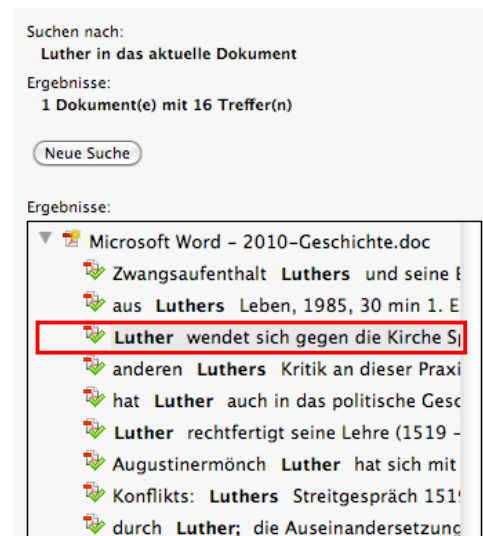 Suchen nach:
Luther in das aktuelle Dokument
Ergebnisse:
1 Dokument(e) mit 16 Treffer(n)
Neue Suche
Ergebnisse:
Microsoft Word – 2010–Geschichte.doc
Zwangsaufenthalt Luthers und seine
aus Luthers Leben, 1985, 30 min 1. E
Luther wendet sich gegen die Kirche
anderen Luthers Kritik an dieser Praxi
hat Luther auch in das politische Gesc
Luther rechtfertigt seine Lehre (1519 –
Augustinermönch Luther hat sich mit
Konflikts: Luthers Streitgespräch 151
durch Luther; die Auseinandersetzung